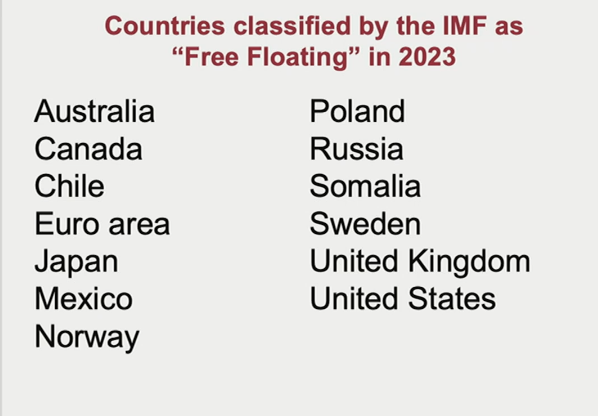 Countries classified by the IMF as
“Free Floating” in 2023
Australia
Canada
Chile
Euro area
Japan
Mexico
Norway
Poland
Russia
Somalia
Sweden
United Kingdom
United States